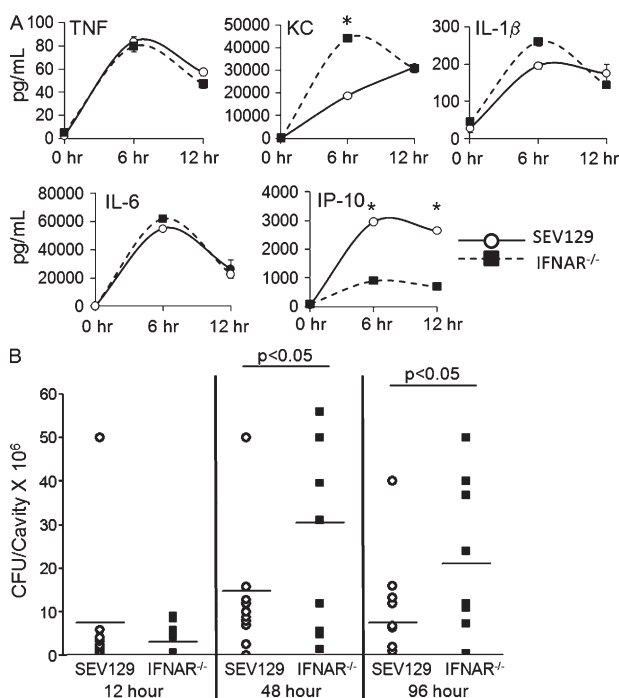 A
TNF
KC
IL-1β
pg/mL
100
80
60
40
20
0
0 hr 6 hr 12 hr
50000
40000
30000
20000
10000
0
*
0 hr 6 hr 12 hr
300
200
100
0
0 hr 6 hr 12 hr
IL-6
IP-10
pg/mL
80000
60000
40000
20000
0
0 hr 6 hr 12 hr
4000
3000
2000
1000
0
* *
0 hr 6 hr 12 hr
SEV129
IFNAR-/-
B
p<0.05
p<0.05
CFU/Cavity X 10⁶
60
50
40
30
20
10
0
SEV129 IFNAR-/- SEV129 IFNAR-/- SEV129 IFNAR-/-
12 hour 48 hour 96 hour